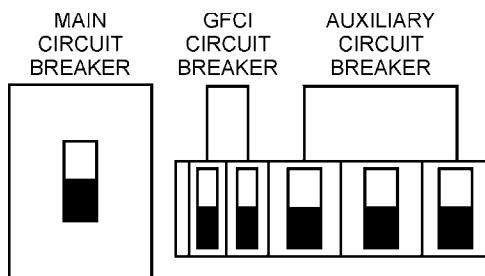 MAIN
CIRCUIT
BREAKER
GFCI
CIRCUIT
BREAKER
AUXILIARY
CIRCUIT
BREAKER